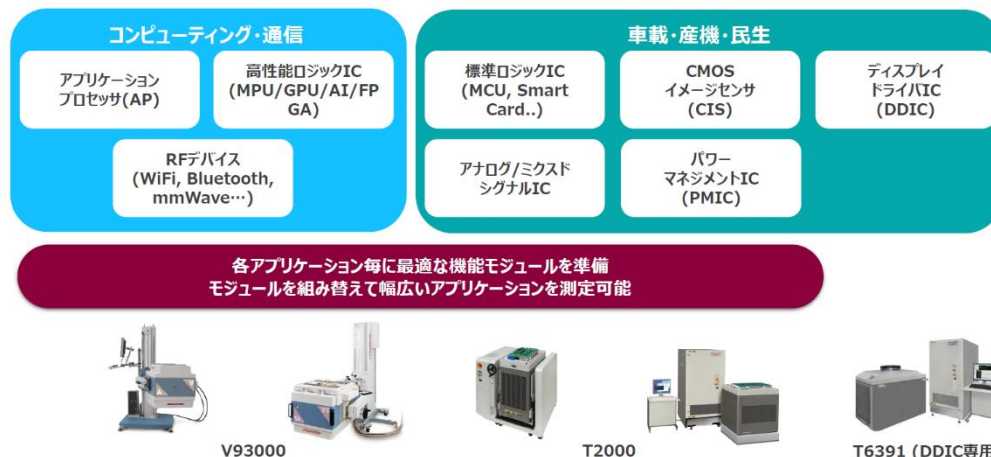 コンピューティング・通信
アプリケーション
プロセッサ(AP)
高性能ロジックIC
(MPU/GPU/AI/FP
GA)
RFデバイス
(WiFi, Bluetooth,
mmWave…)
車載・産機・民生
標準ロジックIC
(MCU, Smart
Card..)
CMOS
イメージセンサ
(CIS)
ディスプレイ
ドライバIC
(DDIC)
アナログ/ミクスド
シグナルIC
パワー
マネジメントIC
(PMIC)
各アプリケーション毎に最適な機能モジュールを準備
モジュールを組み替えて幅広いアプリケーションを測定可能
V93000
T2000
T6391 (DDIC専用